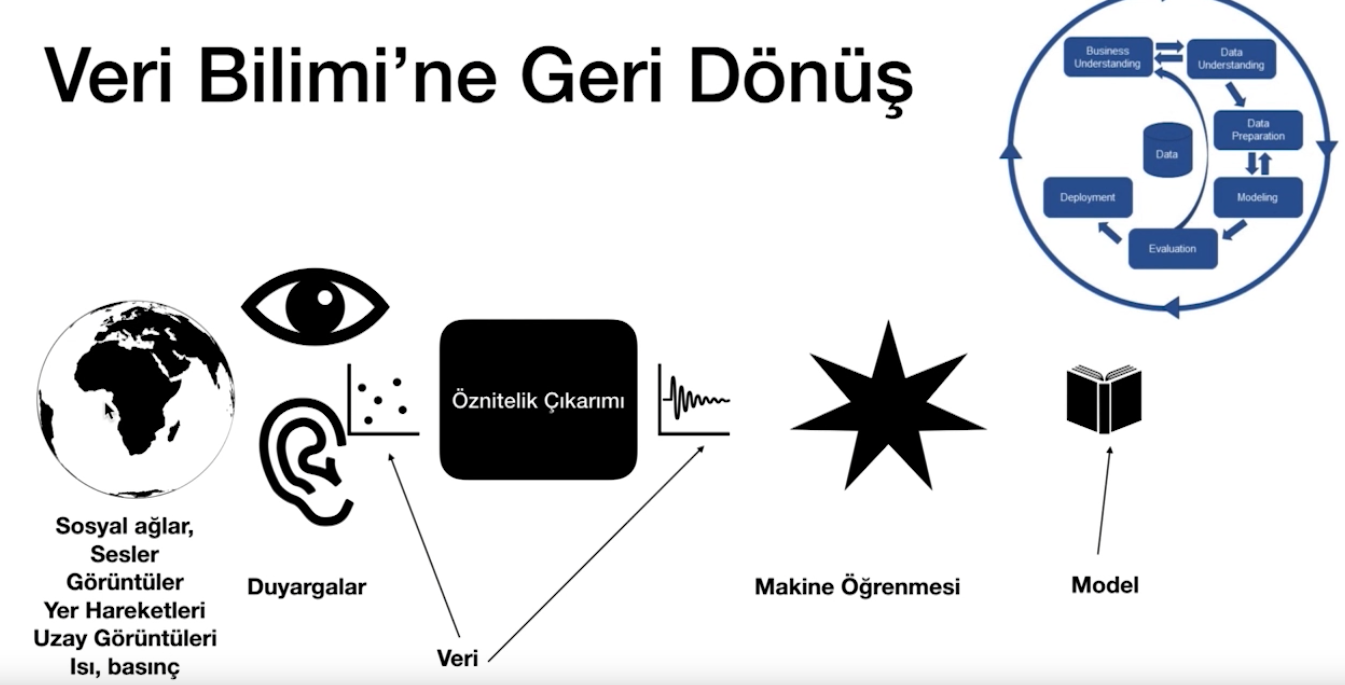 Veri Bilimi'ne Geri Dönüş
Business
Understanding
Data
Understanding
Data
Preparation
Data
Deployment
Modeling
Evaluation
Öznitelik Çıkarımı
Sosyal ağlar,
Sesler
Görüntüler
Yer Hareketleri
Uzay Görüntüleri
Isı, basınç
Duyargalar
Veri
Makine Öğrenmesi
Model